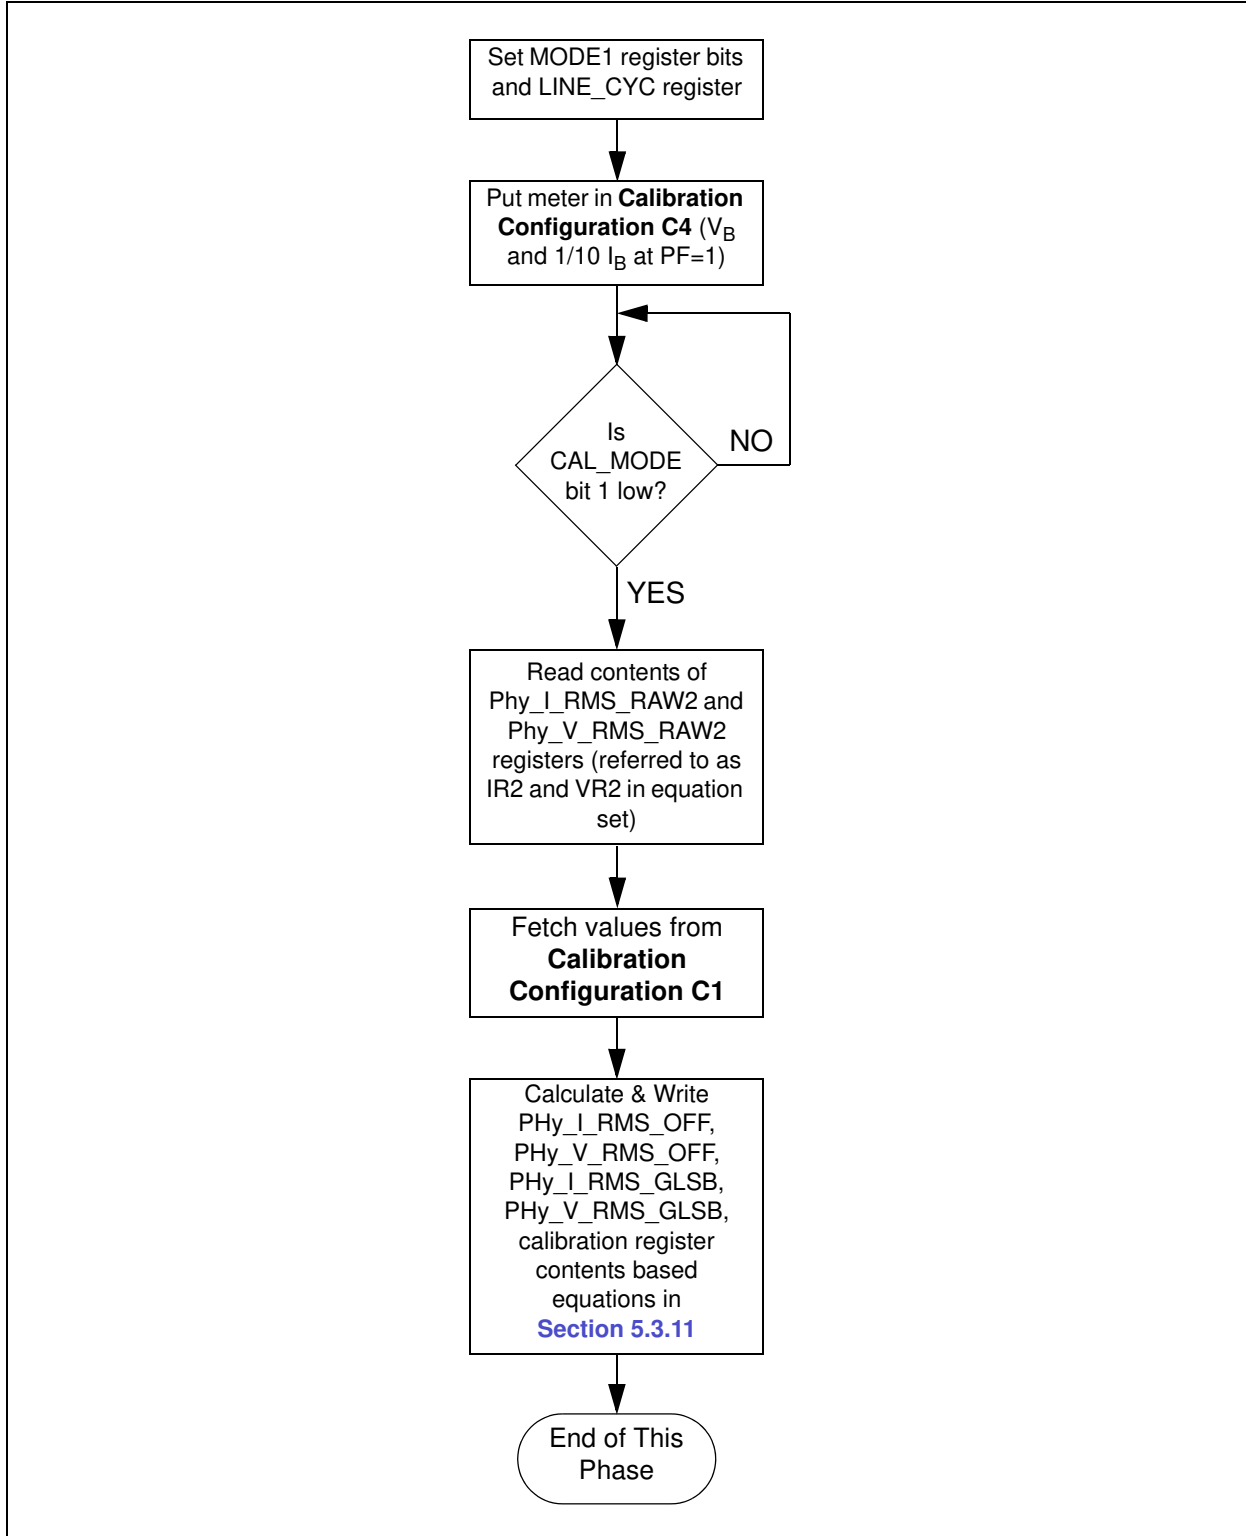 Set MODE1 register bits
and LINE_CYC register
Put meter in Calibration
Configuration C4 (VB
and 1/10 IB at PF=1)
Is
CAL_MODE
bit 1 low?
NO
YES
Read contents of
Phy_I_RMS_RAW2 and
Phy_V_RMS_RAW2
registers (referred to as
IR2 and VR2 in equation
set)
Fetch values from
Calibration
Configuration C1
Calculate & Write
PHy_I_RMS_OFF,
PHy_V_RMS_OFF,
PHy_I_RMS_GLSB,
PHy_V_RMS_GLSB,
calibration register
contents based
equations in
Section 5.3.11
End of This
Phase